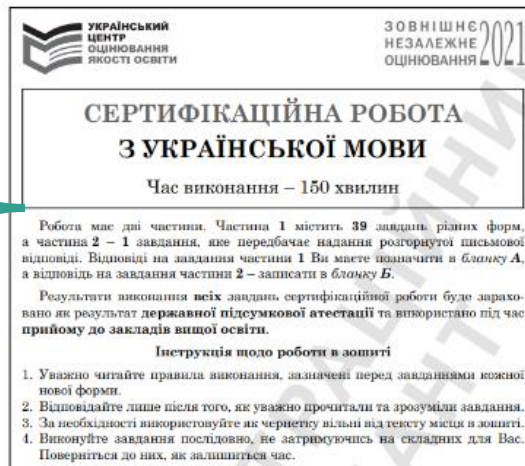 УКРАЇНСЬКИЙ
ЦЕНТР
ОЦІНЮВАННЯ
ЯКОСТІ ОСВІТИ
ЗОВНІШНЄ
НЕЗАЛЕЖНЕ
ОЦІНЮВАННЯ 2021
СЕРТИФІКАЦІЙНА РОБОТА
З УКРАЇНСЬКОЇ МОВИ
Час виконання – 150 хвилин
Робота має дві частини. Частина 1 містить 39 завдань різних форм,
а частина 2 – 1 завдання, яке передбачає надання розгорнутої письмової
відповіді. Відповіді на завдання частини 1 Ви маєте позначити в бланку А,
а відповідь на завдання частини 2 – записати в бланку Б.
Результати виконання всіх завдань сертифікаційної роботи буде зарахо-
вано як результат державної підсумкової атестації та використано під час
прийому до закладів вищої освіти.
Інструкція щодо роботи в зошиті
1. Уважно читайте правила виконання, зазначені перед завданнями кожної
нової форми.
2. Відповідайте лише після того, як уважно прочитали та зрозуміли завдання.
3. За необхідності використовуйте як чернетку вільні від тексту місця в зошиті.
4. Виконуйте завдання послідовно, не затримуючись на складних для Вас.
Поверніться до них, як залишиться час.